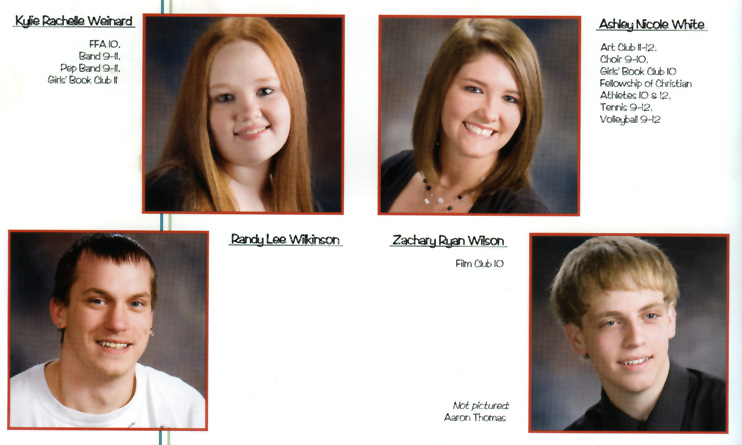 Kylie Rachelle Weinard
FFA 10,
Band 9-11,
Pep Band 9-11,
Girls' Book Club 11
Ashley Nicole White
Art Club 11-12,
Choir 9-10,
Girls' Book Club 10
Fellowship of Christian
Athletes 10 & 12,
Tennis 9-12,
Volleyball 9-12
Randy Lee Wilkinson
Zachary Ryan Wilson
Film Club 10
Not pictured:
Aaron Thomas